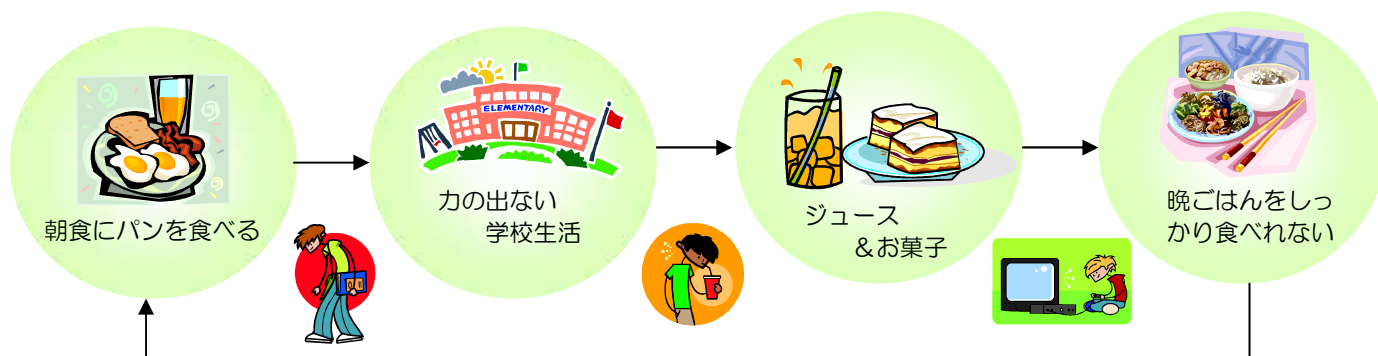 ELEMENTARY
朝食にパンを食べる
力の出ない
学校生活
ジュース
＆お菓子
晩ごはんをしっ
かり食べれない